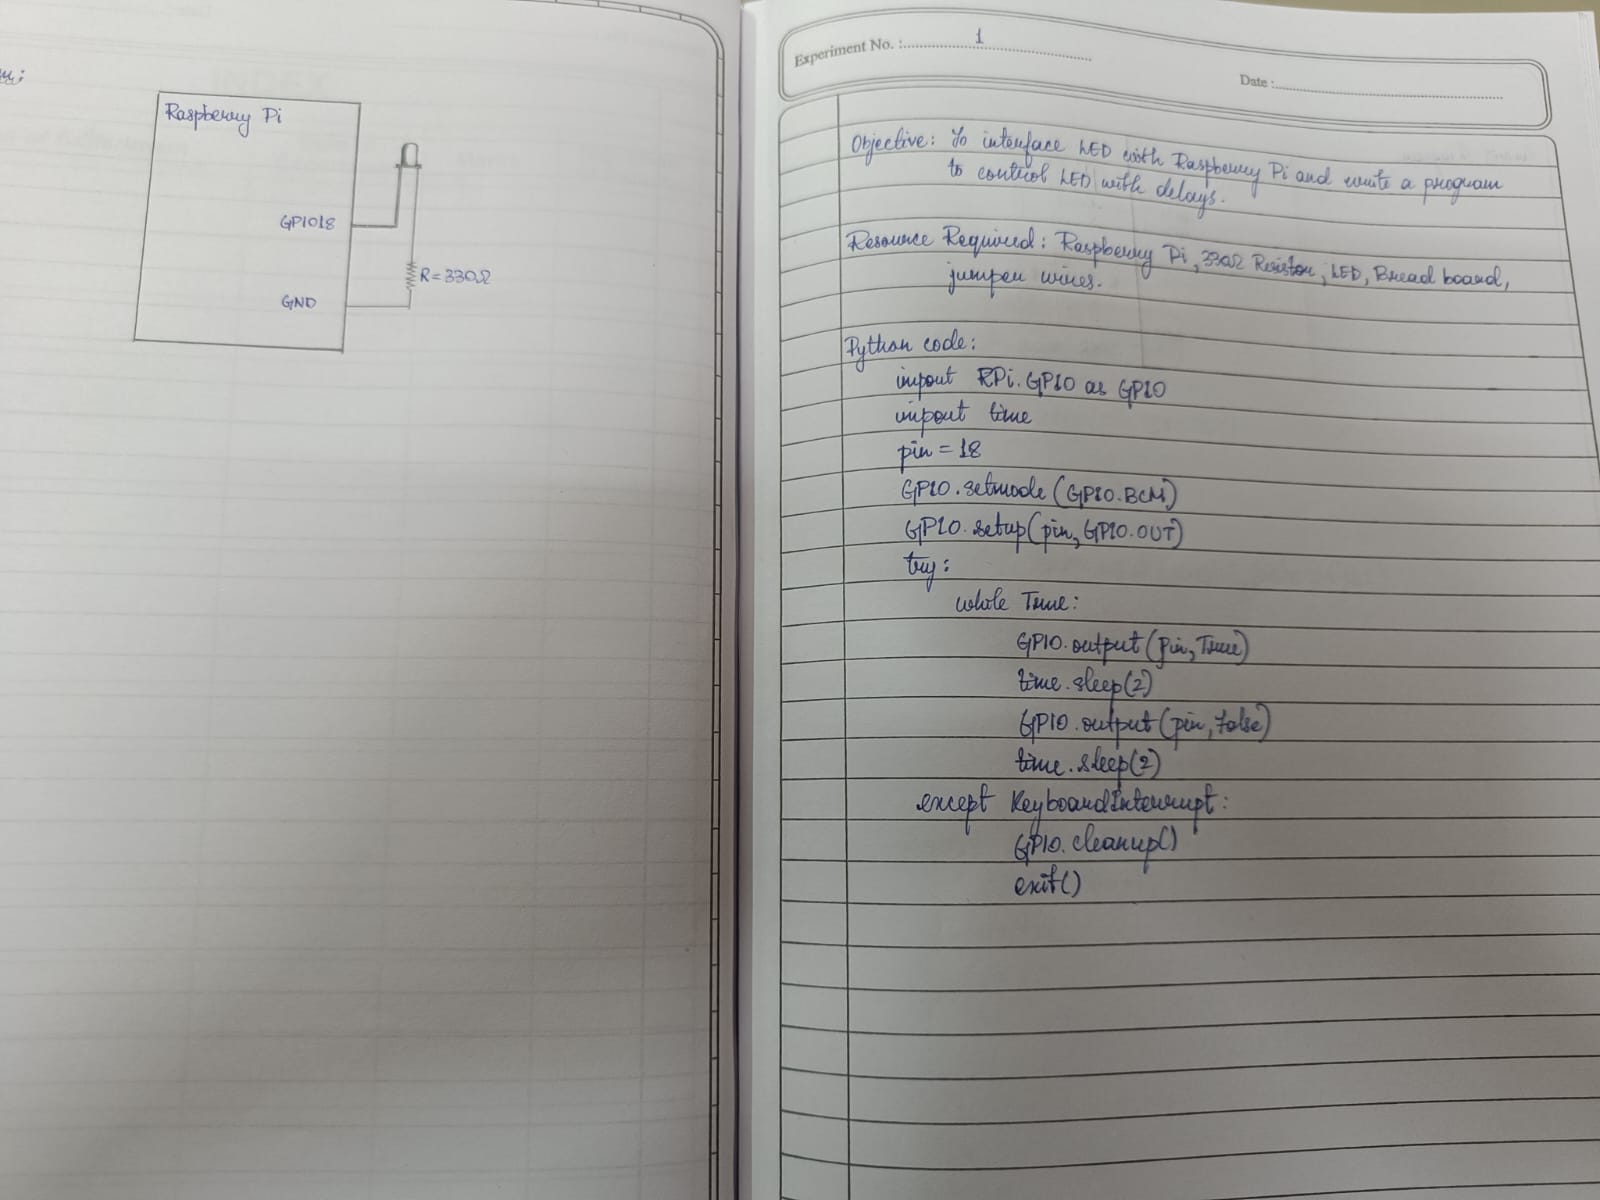 Raspberry Pi
GPIO18
R=330Ω
GND
Experiment No. : 1
Date :
Objective: To interface LED with Raspberry Pi and write a program
to control LED with delays.
Resource Required: Raspberry Pi, 330Ω Resistor, LED, Bread board,
jumper wires.
Python code:
import RPi.GPIO as GPIO
import time
pin = 18
GPIO.setmode(GPIO.BCM)
GPIO.setup(pin, GPIO.OUT)
try:
while True:
GPIO.output(pin, True)
time.sleep(2)
GPIO.output(pin, False)
time.sleep(2)
except KeyboardInterrupt:
GPIO.cleanup()
exit()